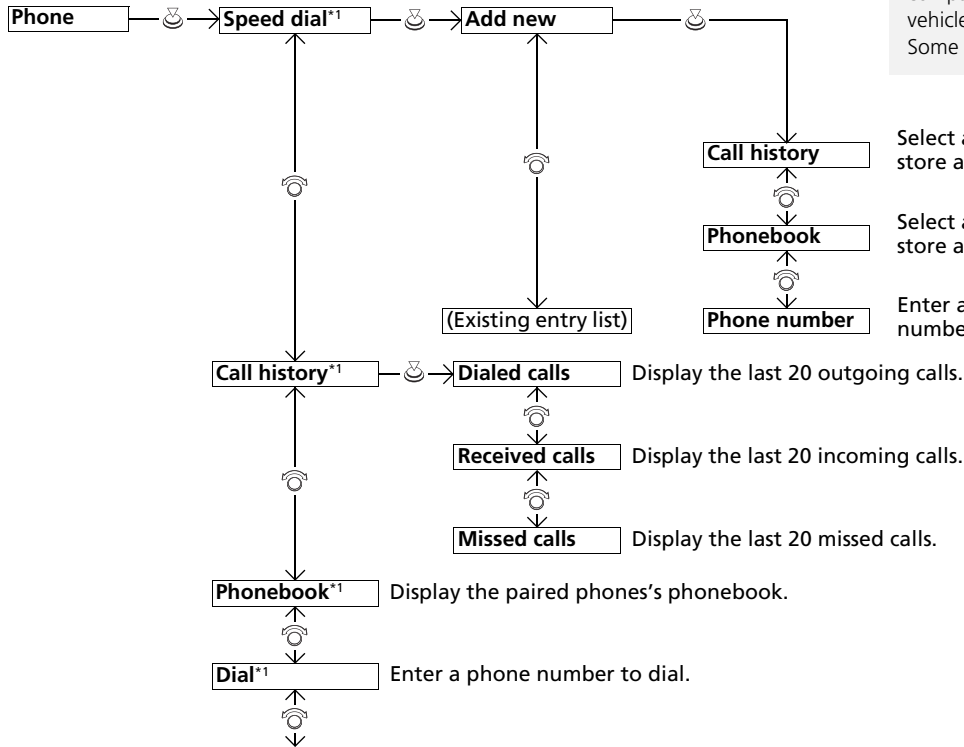 Phone
Speed dial*1
Add new
vehicle
Some
Call history
Select a
store a
Phonebook
Select a
store a
(Existing entry list)
Phone number
Enter a
numbe
Call history*1
Dialed calls
Display the last 20 outgoing calls.
Received calls
Display the last 20 incoming calls.
Missed calls
Display the last 20 missed calls.
Phonebook*1
Display the paired phones's phonebook.
Dial*1
Enter a phone number to dial.